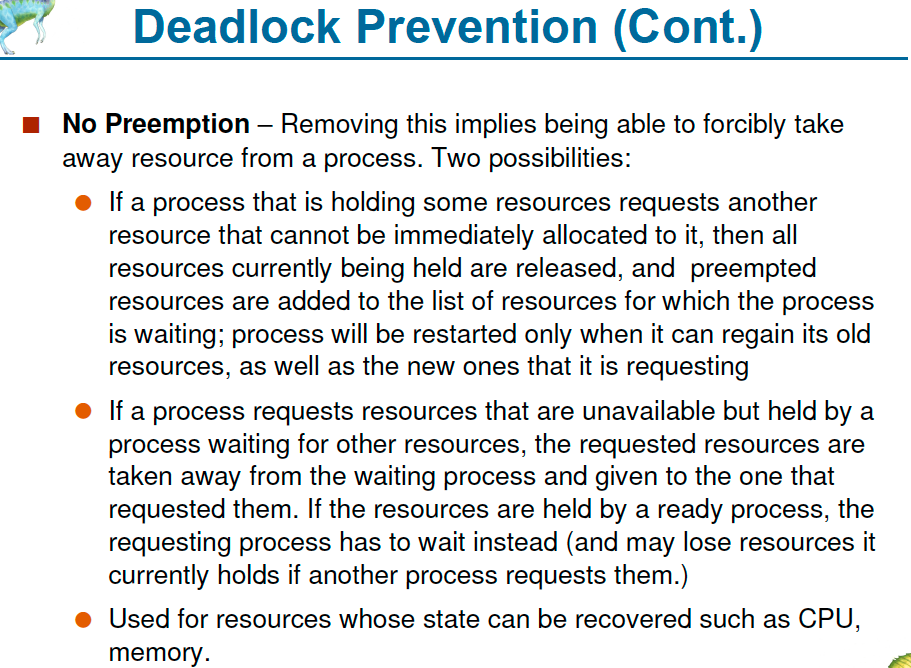 Deadlock Prevention (Cont.)
No Preemption – Removing this implies being able to forcibly take
away resource from a process. Two possibilities:
If a process that is holding some resources requests another
resource that cannot be immediately allocated to it, then all
resources currently being held are released, and  preempted
resources are added to the list of resources for which the process
is waiting; process will be restarted only when it can regain its old
resources, as well as the new ones that it is requesting
If a process requests resources that are unavailable but held by a
process waiting for other resources, the requested resources are
taken away from the waiting process and given to the one that
requested them. If the resources are held by a ready process, the
requesting process has to wait instead (and may lose resources it
currently holds if another process requests them.)
Used for resources whose state can be recovered such as CPU,
memory.